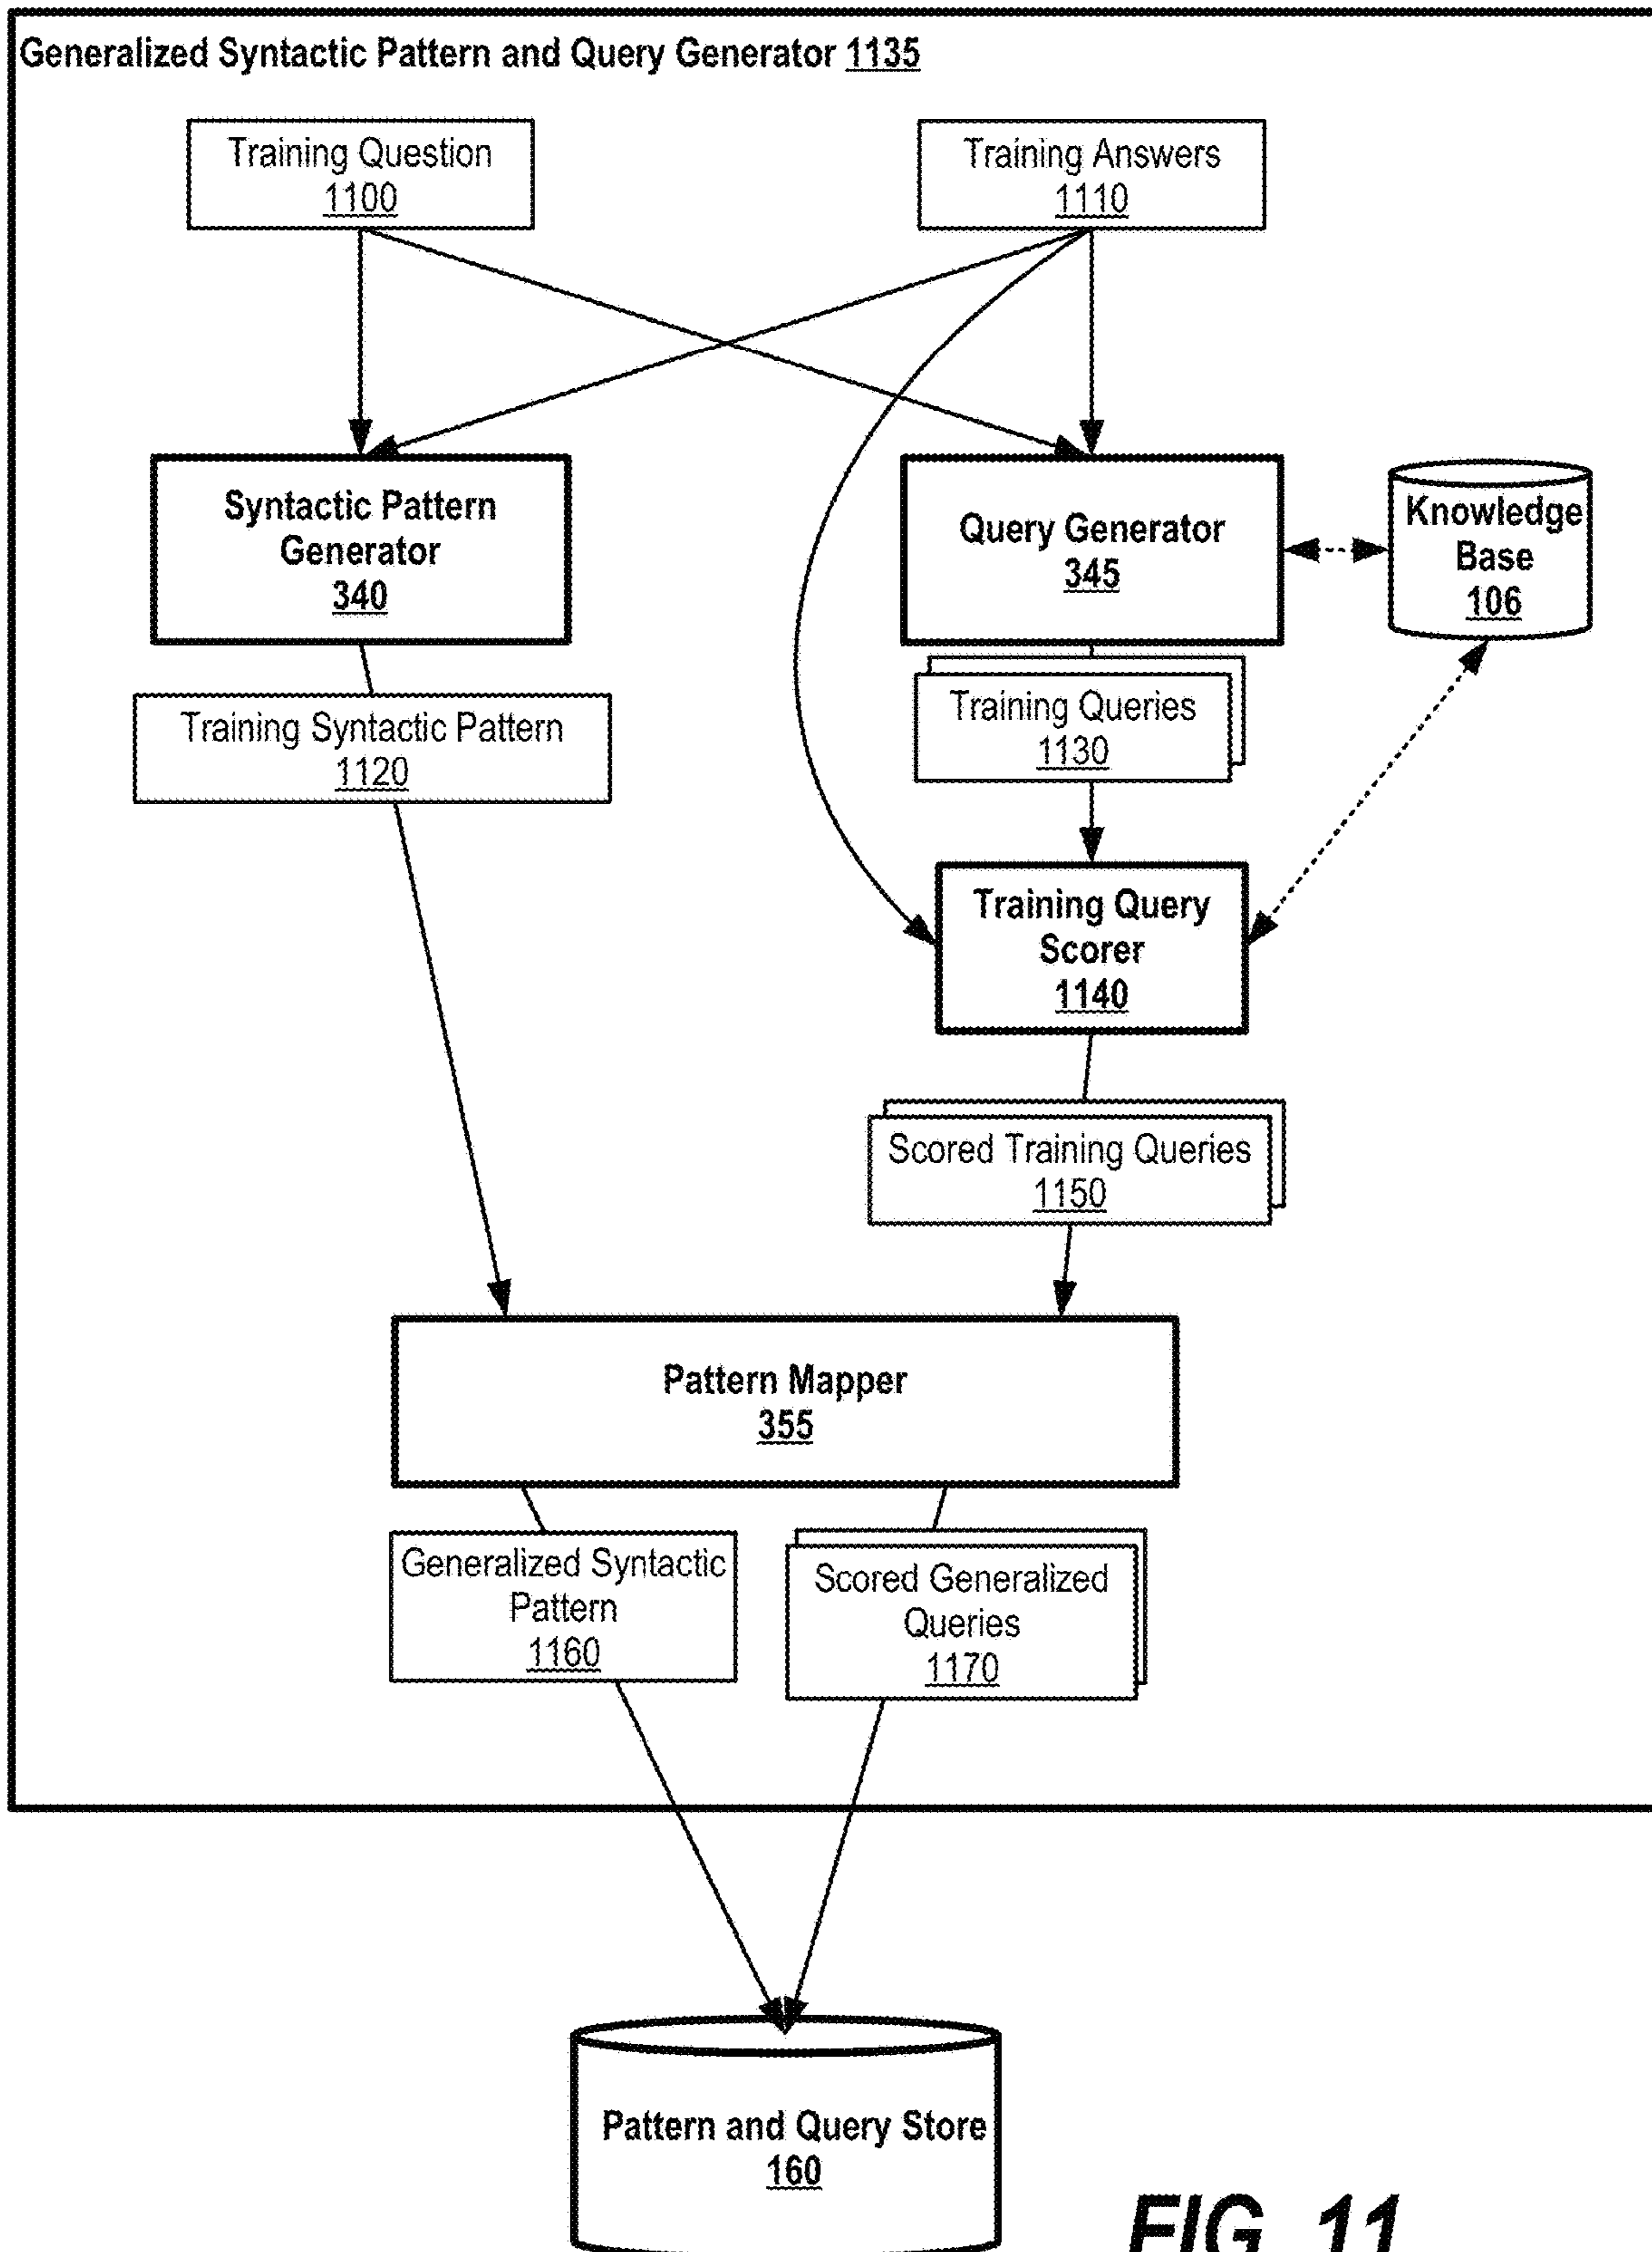 Generalized Syntactic Pattern and Query Generator 1135
Training Question
1100
Training Answers
1110
Syntactic Pattern
Generator
340
Query Generator
345
Knowledge
Base
106
Training Syntactic Pattern
1120
Training Queries
1130
Training Query
Scorer
1140
Scored Training Queries
1150
Pattern Mapper
355
Generalized Syntactic
Pattern
1160
Scored Generalized
Queries
1170
Pattern and Query Store
160
FIG. 11